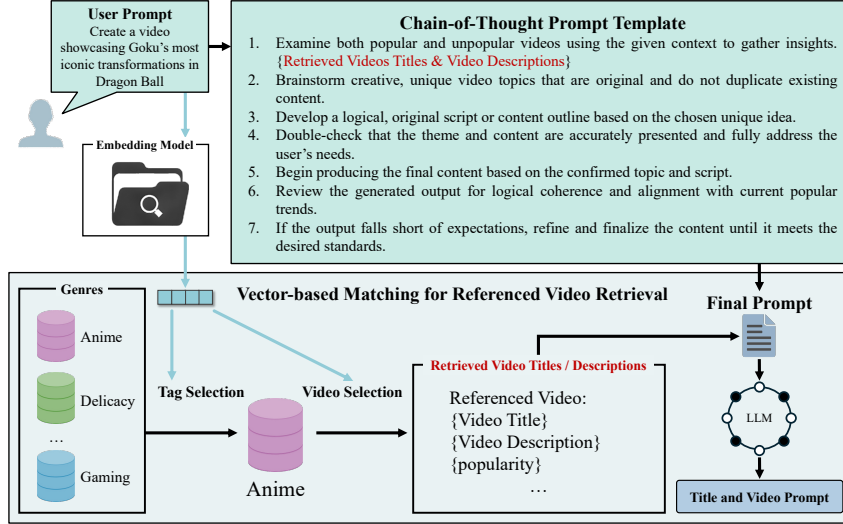 User Prompt
Create a video
showcasing Goku's most
iconic transformations in
Dragon Ball
Chain-of-Thought Prompt Template
1. Examine both popular and unpopular videos using the given context to gather insights.
{Retrieved Videos Titles & Video Descriptions}
2. Brainstorm creative, unique video topics that are original and do not duplicate existing
content.
3. Develop a logical, original script or content outline based on the chosen unique idea.
4. Double-check that the theme and content are accurately presented and fully address the
user's needs.
5. Begin producing the final content based on the confirmed topic and script.
6. Review the generated output for logical coherence and alignment with current popular
trends.
7. If the output falls short of expectations, refine and finalize the content until it meets the
desired standards.
Embedding Model
Vector-based Matching for Referenced Video Retrieval
Genres
Anime
Delicacy
...
Gaming
Tag Selection
Video Selection
Anime
Retrieved Video Titles / Descriptions
Referenced Video:
{Video Title}
{Video Description}
{popularity}
...
Final Prompt
LLM
Title and Video Prompt